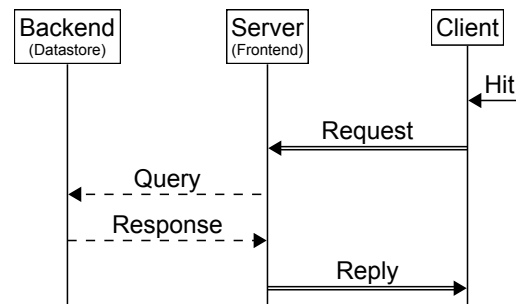 Backend
(Datastore)
Server
(Frontend)
Client
Hit
Request
Query
Response
Reply